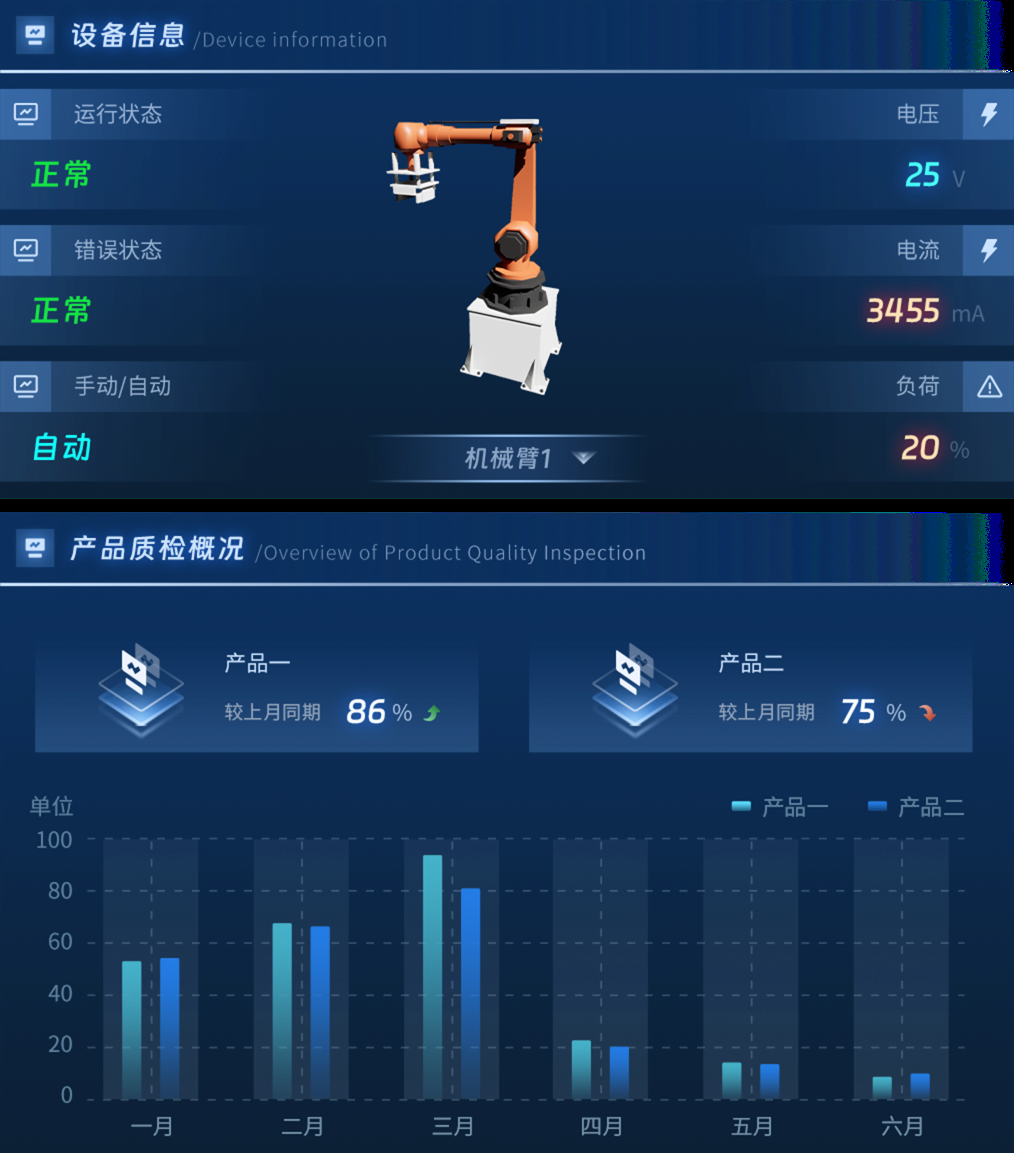 设备信息 /Device information
运行状态
正常
错误状态
正常
手动/自动
自动
机械臂1
电压
25 V
电流
3455 mA
负荷
20 %
产品质检概况 /Overview of Product Quality Inspection
产品一
较上月同期 86 %
产品二
较上月同期 75 %
单位
产品一 产品二
100
80
60
40
20
0
一月 二月 三月 四月 五月 六月